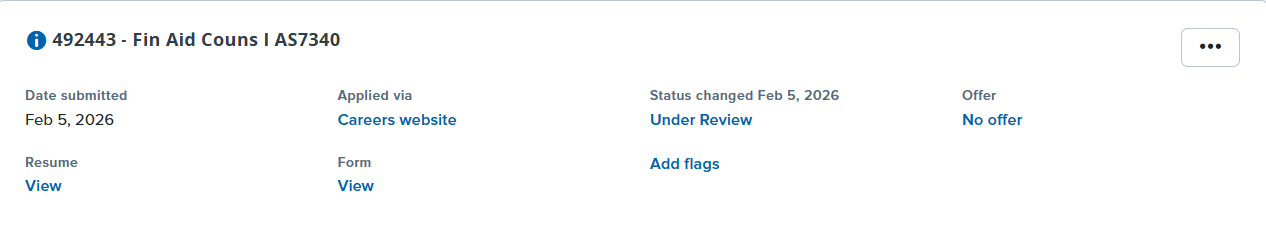 492443 - Fin Aid Couns I AS7340
Date submitted
Feb 5, 2026
Applied via
Careers website
Status changed Feb 5, 2026
Under Review
Offer
No offer
Resume
View
Form
View
Add flags